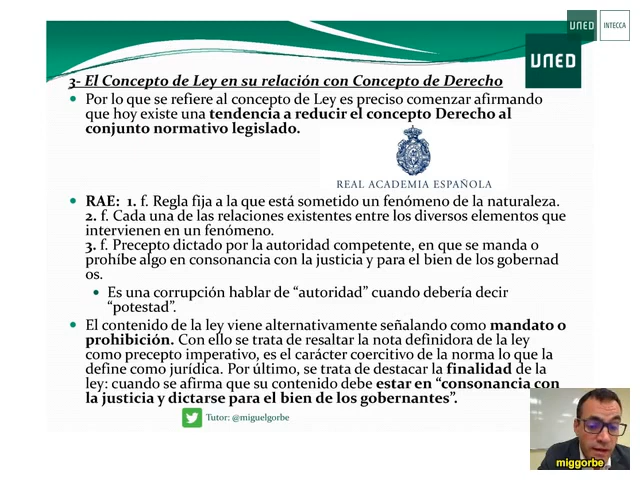 UNED
INTECCA
UNED
3- El Concepto de Ley en su relación con Concepto de Derecho
• Por lo que se refiere al concepto de Ley es preciso comenzar afirmando
que hoy existe una tendencia a reducir el concepto Derecho al
conjunto normativo legislado.
REAL ACADEMIA ESPAÑOLA
• RAE: 1. f. Regla fija a la que está sometido un fenómeno de la naturaleza.
2. f. Cada una de las relaciones existentes entre los diversos elementos que
intervienen en un fenómeno.
3. f. Precepto dictado por la autoridad competente, en que se manda o
prohíbe algo en consonancia con la justicia y para el bien de los gobernad
os.
• Es una corrupción hablar de “autoridad” cuando debería decir
“potestad”.
• El contenido de la ley viene alternativamente señalando como mandato o
prohibición. Con ello se trata de resaltar la nota definidora de la ley
como precepto imperativo, es el carácter coercitivo de la norma lo que la
define como jurídica. Por último, se trata de destacar la finalidad de la
ley: cuando se afirma que su contenido debe estar en “consonancia con
la justicia y dictarse para el bien de los gobernantes”.
Tutor: @miguelgorbe
miggorbe